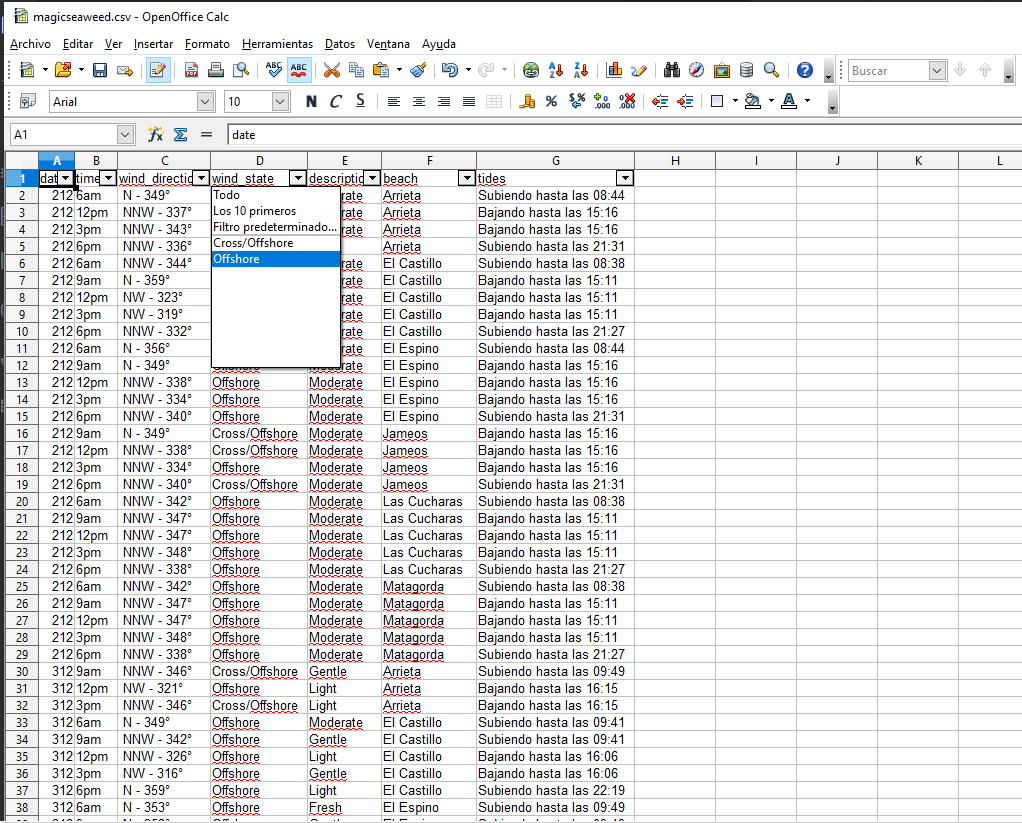 magicseaweed.csv - OpenOffice Calc
Archivo Editar Ver Insertar Formato Herramientas Datos Ventana Ayuda
Buscar
Arial 10 N C S
A1 = date
A B C D E F G H I J K L
1 dat time wind_directic wind_state descriptic beach tides
Todo
Los 10 primeros
Filtro predeterminado...
Cross/Offshore
Offshore
2 212 6am N - 349° rate Arrieta Subiendo hasta las 08:44
3 212 12pm NNW - 337° rate Arrieta Bajando hasta las 15:16
4 212 3pm NNW - 343° rate Arrieta Bajando hasta las 15:16
5 212 6pm NNW - 336° Arrieta Subiendo hasta las 21:31
6 212 6am NNW - 344° rate El Castillo Subiendo hasta las 08:38
7 212 9am N - 359° rate El Castillo Bajando hasta las 15:11
8 212 12pm NW - 323° rate El Castillo Bajando hasta las 15:11
9 212 3pm NW - 319° rate El Castillo Bajando hasta las 15:11
10 212 6pm NNW - 332° rate El Castillo Subiendo hasta las 21:27
11 212 6am N - 356° rate El Espino Subiendo hasta las 08:44
12 212 9am N - 349° Offshore Moderate El Espino Bajando hasta las 15:16
13 212 12pm NNW - 338° Offshore Moderate El Espino Bajando hasta las 15:16
14 212 3pm NNW - 334° Offshore Moderate El Espino Bajando hasta las 15:16
15 212 6pm NNW - 340° Offshore Moderate El Espino Subiendo hasta las 21:31
16 212 9am N - 349° Cross/Offshore Moderate Jameos Bajando hasta las 15:16
17 212 12pm NNW - 338° Cross/Offshore Moderate Jameos Bajando hasta las 15:16
18 212 3pm NNW - 334° Offshore Moderate Jameos Bajando hasta las 15:16
19 212 6pm NNW - 340° Cross/Offshore Moderate Jameos Subiendo hasta las 21:31
20 212 6am NNW - 342° Offshore Moderate Las Cucharas Subiendo hasta las 08:38
21 212 9am NNW - 347° Offshore Moderate Las Cucharas Bajando hasta las 15:11
22 212 12pm NNW - 347° Offshore Moderate Las Cucharas Bajando hasta las 15:11
23 212 3pm NNW - 348° Offshore Moderate Las Cucharas Bajando hasta las 15:11
24 212 6pm NNW - 338° Offshore Moderate Las Cucharas Subiendo hasta las 21:27
25 212 6am NNW - 342° Offshore Moderate Matagorda Subiendo hasta las 08:38
26 212 9am NNW - 347° Offshore Moderate Matagorda Bajando hasta las 15:11
27 212 12pm NNW - 347° Offshore Moderate Matagorda Bajando hasta las 15:11
28 212 3pm NNW - 348° Offshore Moderate Matagorda Bajando hasta las 15:11
29 212 6pm NNW - 338° Offshore Moderate Matagorda Subiendo hasta las 21:27
30 312 9am NNW - 346° Cross/Offshore Gentle Arrieta Subiendo hasta las 09:49
31 312 12pm NW - 321° Offshore Light Arrieta Bajando hasta las 16:15
32 312 3pm NNW - 346° Cross/Offshore Light Arrieta Bajando hasta las 16:15
33 312 6am N - 349° Offshore Moderate El Castillo Subiendo hasta las 09:41
34 312 9am NNW - 342° Offshore Gentle El Castillo Subiendo hasta las 09:41
35 312 12pm NNW - 326° Offshore Light El Castillo Bajando hasta las 16:06
36 312 3pm NW - 316° Offshore Gentle El Castillo Bajando hasta las 16:06
37 312 6pm N - 359° Offshore Light El Castillo Subiendo hasta las 22:19
38 312 6am N - 353° Offshore Fresh El Espino Subiendo hasta las 09:49